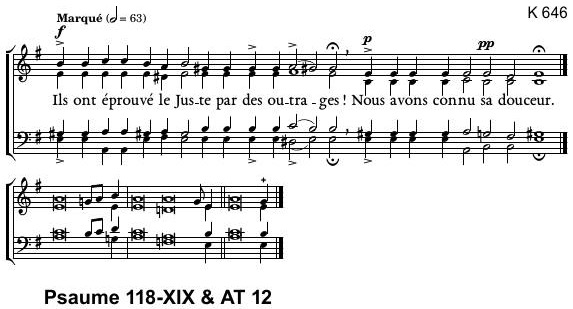 K 646
Marqué (𝅗𝅥 = 63)
f p pp
Ils ont éprouvé le Jus-te par des ou-tra-ges ! Nous avons connu sa douceur.
Psaume 118-XIX & AT 12